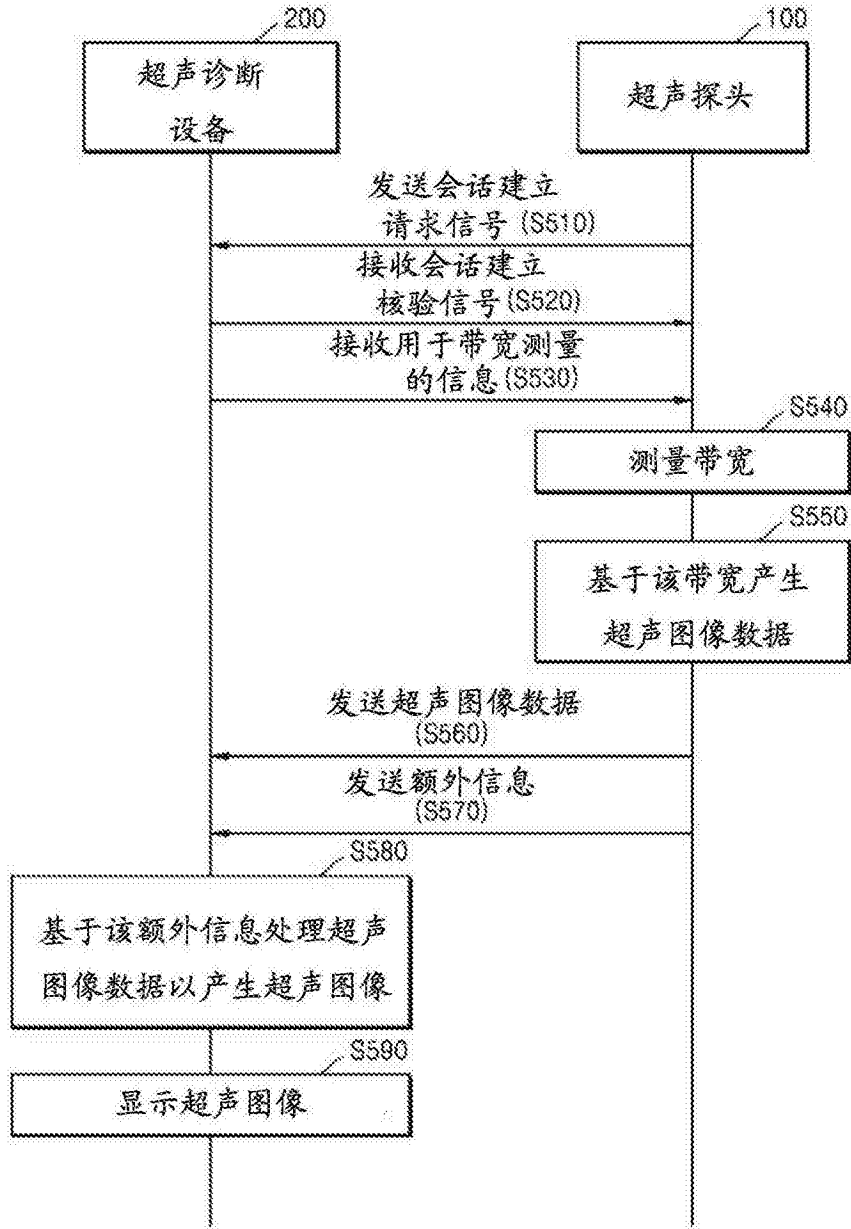 200
100
超声诊断
设备
超声探头
发送会话建立
请求信号(S510)
接收会话建立
核验信号(S520)
接收用于带宽测量
的信息(S530)
S540
测量带宽
S550
基于该带宽产生
超声图像数据
发送超声图像数据
(S560)
发送额外信息
(S570)
S580
基于该额外信息处理超声
图像数据以产生超声图像
S590
显示超声图像